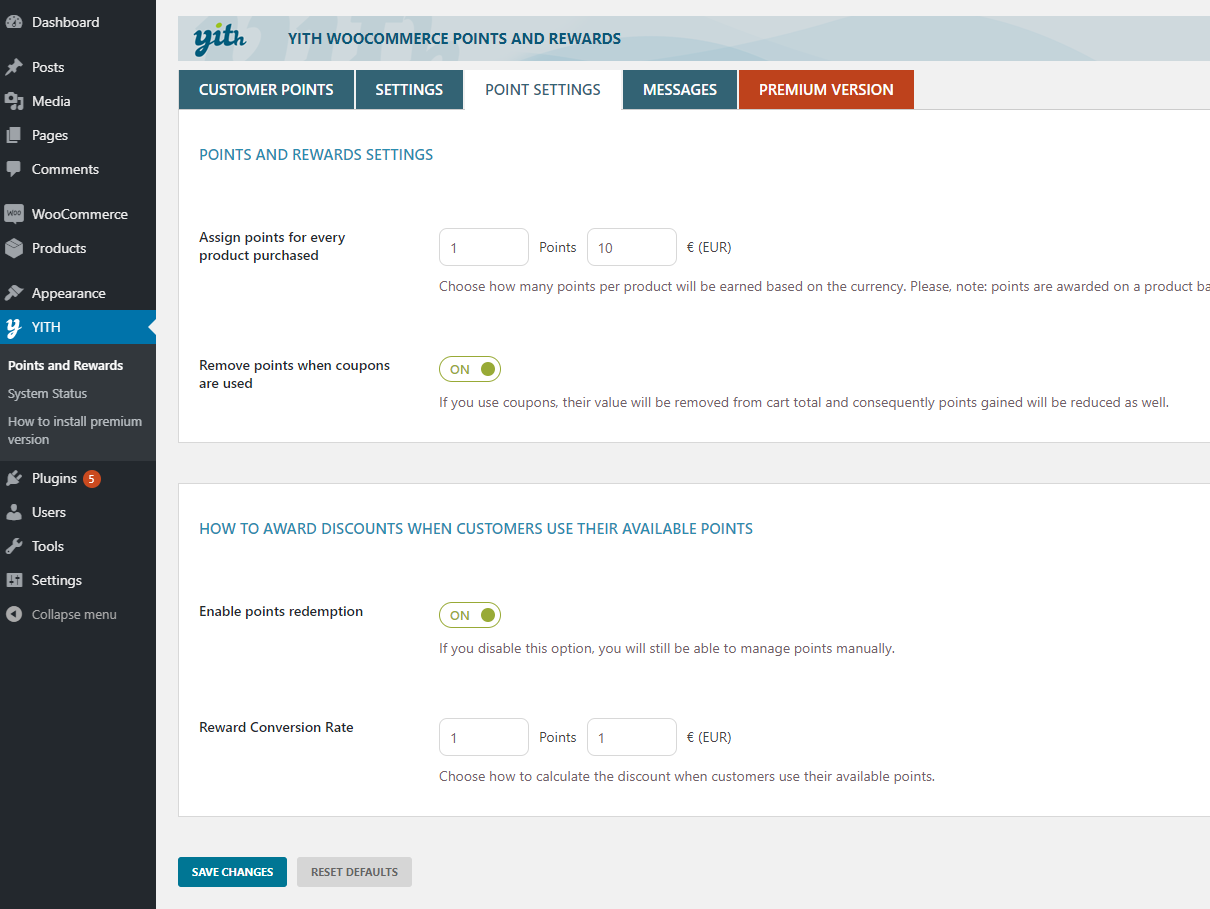 Dashboard
Posts
Media
Pages
Comments
WOO
WooCommerce
Products
Appearance
YITH
Points and Rewards
System Status
How to install premium
version
Plugins 5
Users
Tools
Settings
Collapse menu
yith
YITH WOOCOMMERCE POINTS AND REWARDS
CUSTOMER POINTS SETTINGS POINT SETTINGS MESSAGES PREMIUM VERSION
POINTS AND REWARDS SETTINGS
Assign points for every
product purchased
1 Points 10 € (EUR)
Choose how many points per product will be earned based on the currency. Please, note: points are awarded on a product ba
Remove points when coupons
are used
ON
If you use coupons, their value will be removed from cart total and consequently points gained will be reduced as well.
HOW TO AWARD DISCOUNTS WHEN CUSTOMERS USE THEIR AVAILABLE POINTS
Enable points redemption
ON
If you disable this option, you will still be able to manage points manually.
Reward Conversion Rate
1 Points 1 € (EUR)
Choose how to calculate the discount when customers use their available points.
SAVE CHANGES RESET DEFAULTS